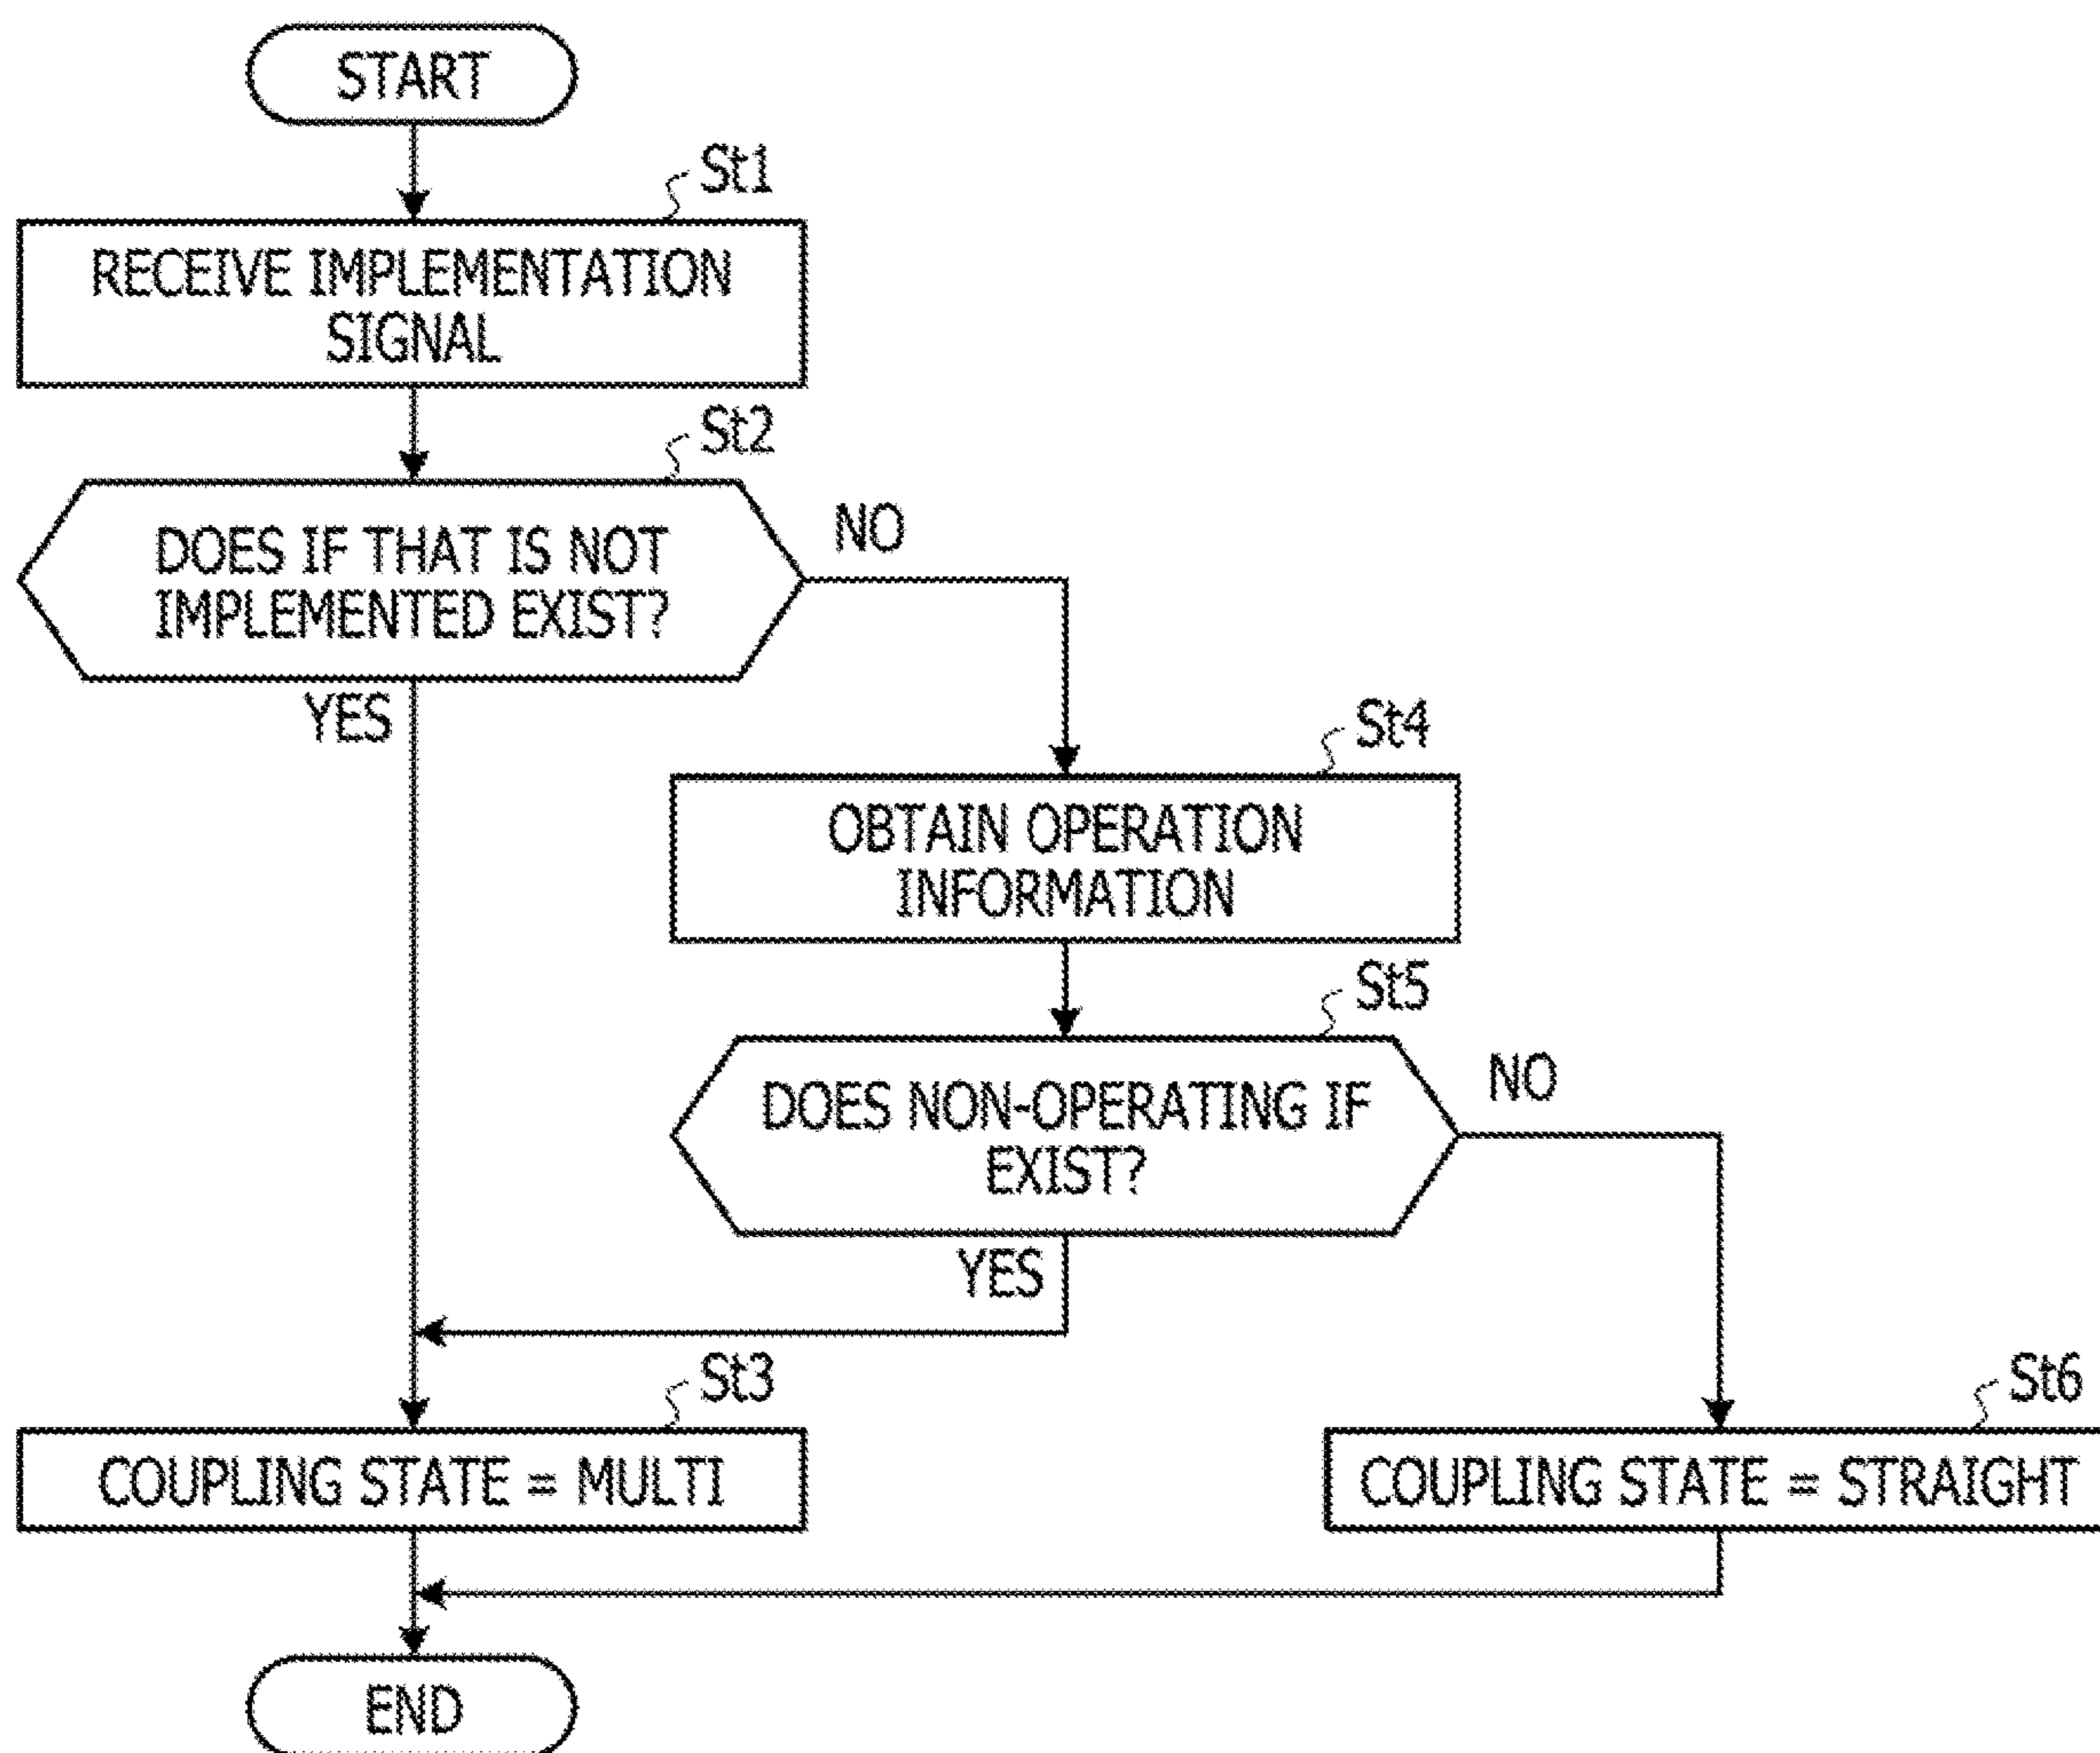 START
St1
RECEIVE IMPLEMENTATION
SIGNAL
St2
DOES IF THAT IS NOT
IMPLEMENTED EXIST?
NO
YES
St4
OBTAIN OPERATION
INFORMATION
St5
DOES NON-OPERATING IF
EXIST?
NO
YES
St3
COUPLING STATE = MULTI
St6
COUPLING STATE = STRAIGHT
END